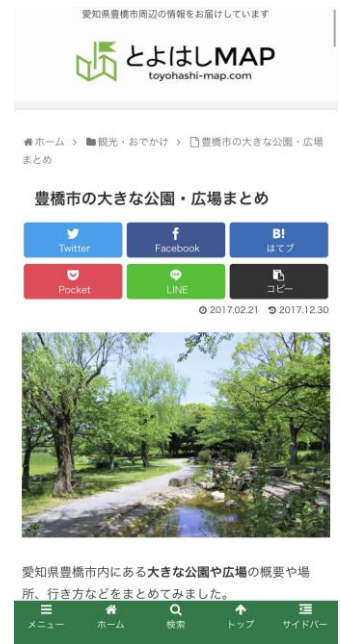 愛知県豊橋市周辺の情報をお届けしています
とよはしMAP
toyohashi-map.com
ホーム > 観光・おでかけ > 豊橋市の大きな公園・広場
まとめ
豊橋市の大きな公園・広場まとめ
Twitter
Facebook
B!
はてブ
Pocket
LINE
コピー
2017.02.21 2017.12.30
愛知県豊橋市内にある大きな公園や広場の概要や場
所、行き方などをまとめてみました。
メニュー ホーム 検索 トップ サイドバー